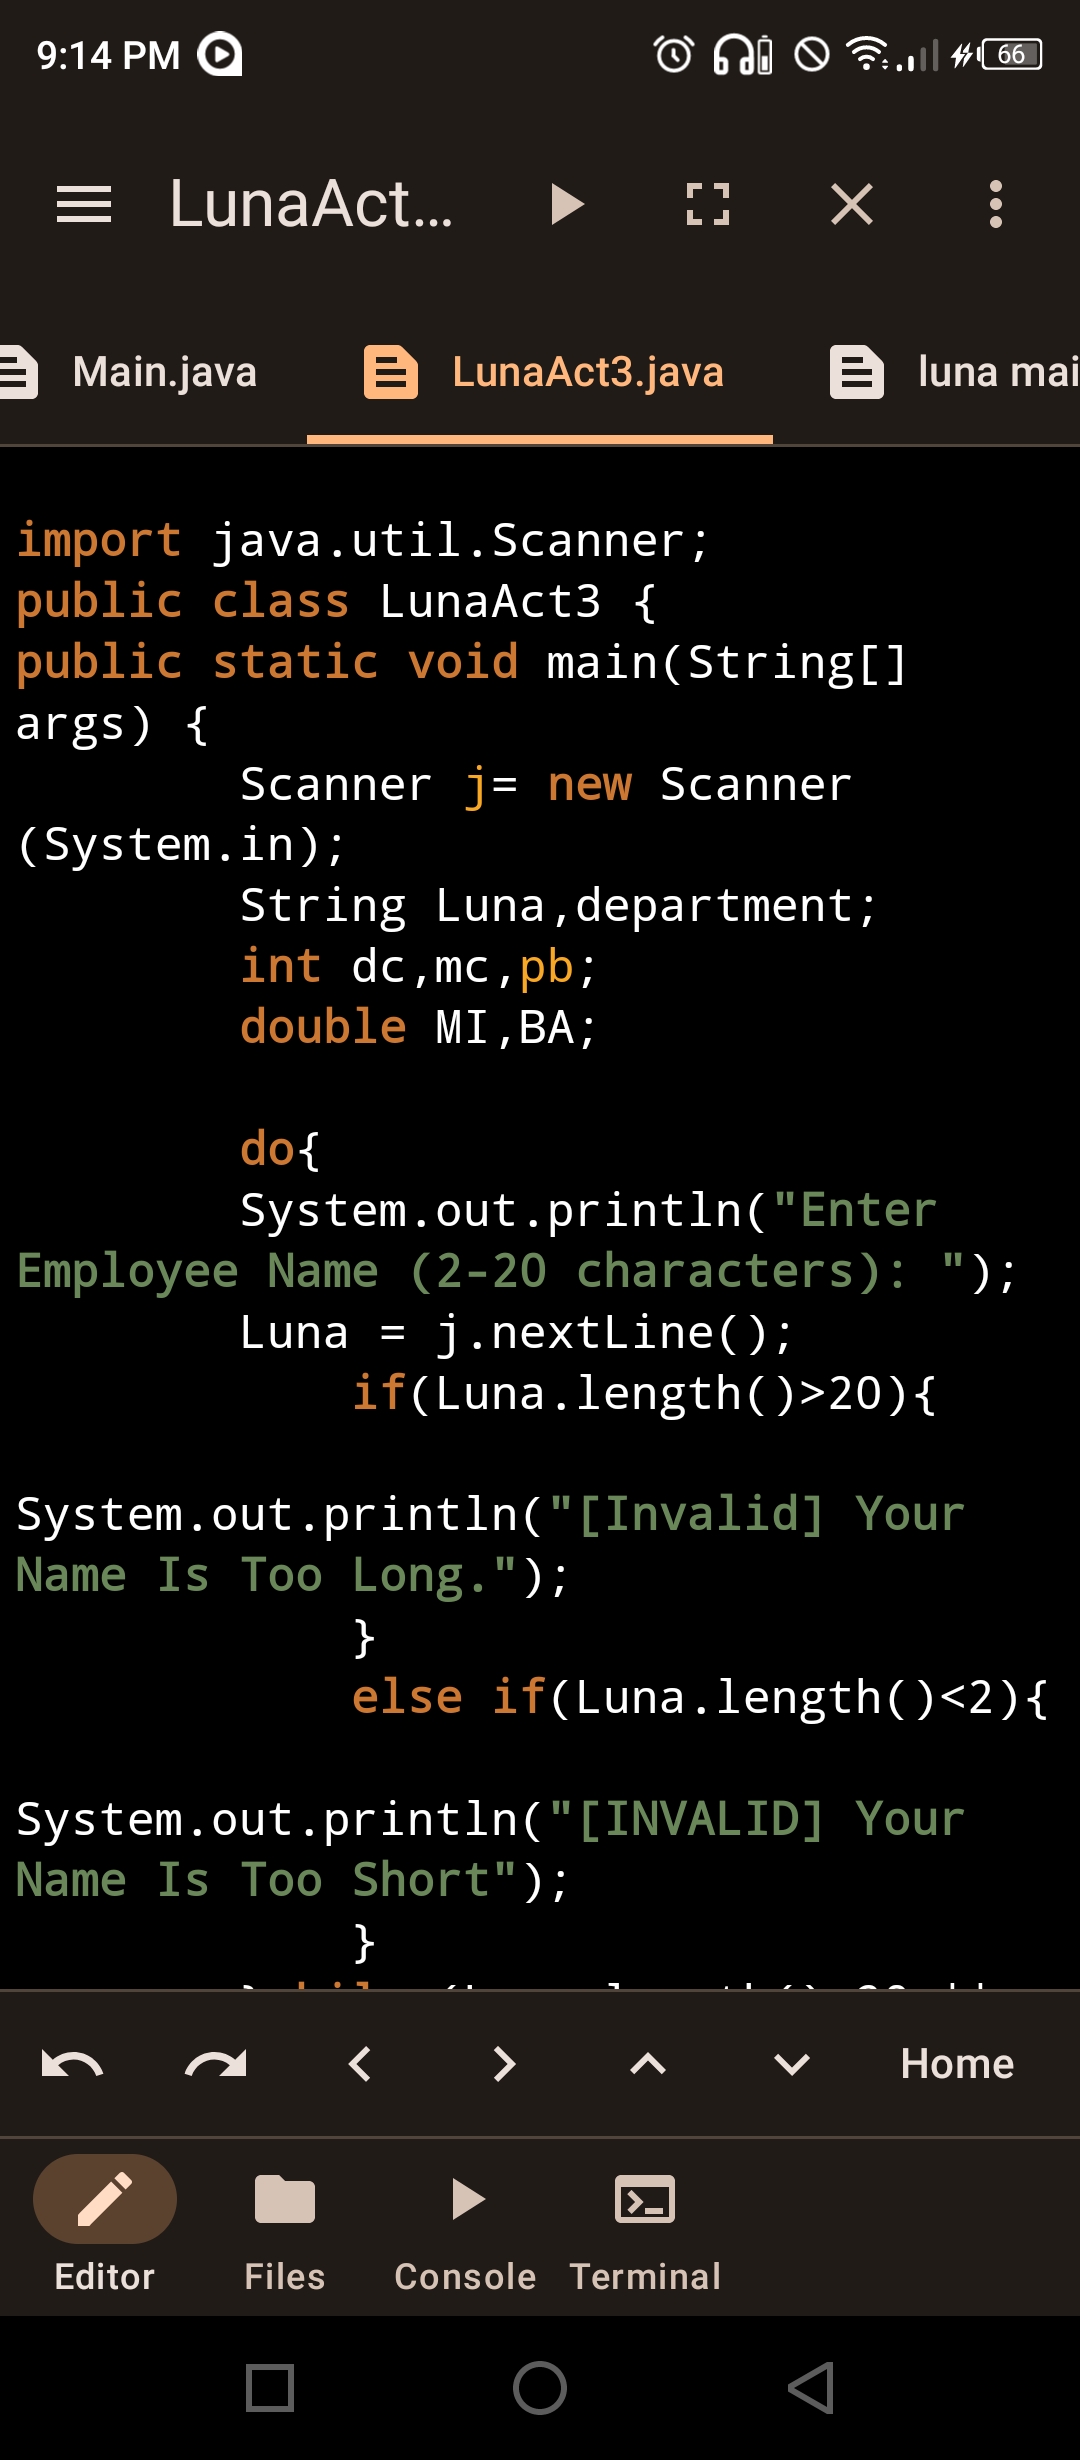 9:14 PM 66
LunaAct...
Main.java LunaAct3.java luna mai
import java.util.Scanner;
public class LunaAct3 {
public static void main(String[]
args) {
Scanner j= new Scanner
(System.in);
String Luna,department;
int dc,mc,pb;
double MI,BA;
do{
System.out.println("Enter
Employee Name (2-20 characters): ");
Luna = j.nextLine();
if(Luna.length()>20){
System.out.println("[Invalid] Your
Name Is Too Long.");
}
else if(Luna.length()<2){
System.out.println("[INVALID] Your
Name Is Too Short");
}
Home
Editor Files Console Terminal